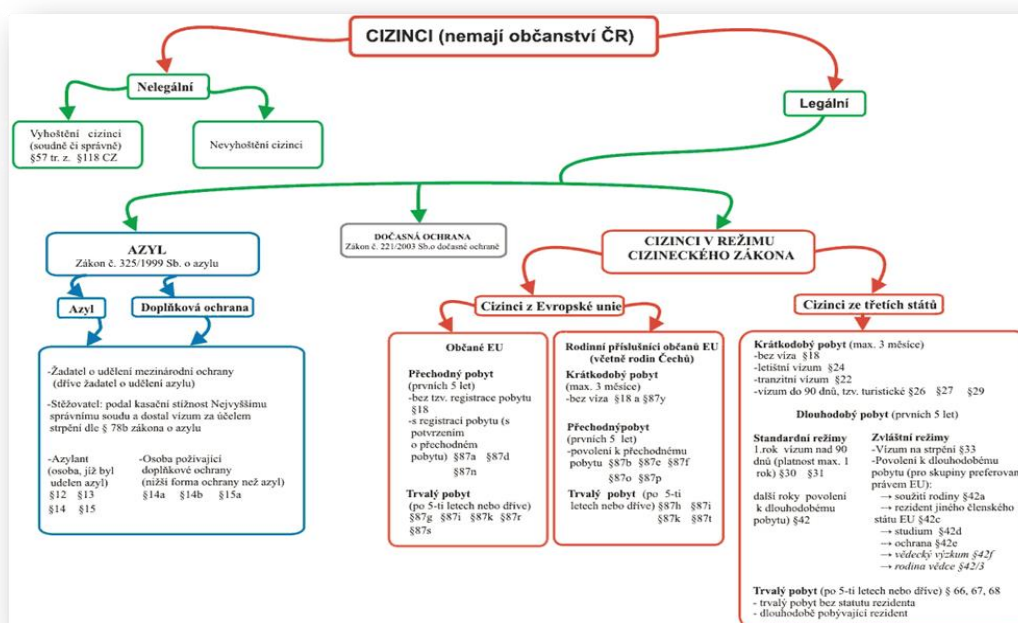 CIZINCI (nemají občanství ČR)
Nelegální
Legální
Vyhoštění cizinci
(soudně či správně)
§57 tr. z. §118 CZ
Nevyhoštění cizinci
AZYL
Zákon č. 325/1999 Sb. o azylu
DOČASNÁ OCHRANA
Zákon č. 221/2003 Sb.o dočasné ochraně
CIZINCI V REŽIMU
CIZINECKÉHO ZÁKONA
Azyl
Doplňková ochrana
Cizinci z Evropské unie
Cizinci ze třetích států
-Žadatel o udělení mezinárodní ochrany
(dříve žadatel o udělení azylu)
-Stěžovatel: podal kasační stížnost Nejvyššímu
správnímu soudu a dostal vízum za účelem
strpění dle § 78b zákona o azylu
-Azylant
(osoba, jíž byl
udelen azyl)
§12 §13
§14 §15
-Osoba požívající
doplňkové ochrany
(nižší forma ochrany než azyl)
§14a §14b §15a
Občané EU
Přechodný pobyt
(prvních 5 let)
-bez tzv. registrace pobytu
§18
-s registrací pobytu (s
potvrzením
o přechodném
pobytu) §87a §87d
§87n
Trvalý pobyt
(po 5-ti letech nebo dříve)
§87g §87i §87k §87r
§87s
Rodinní příslušníci občanů EU
(včetně rodin Čechů)
Krátkodobý pobyt
(max. 3 měsíce)
-bez víza §18 a §87y
Přechodnýpobyt
(prvních 5 let)
-povolení k přechodnému
pobytu §87b §87e §87f
§87o §87p
Trvalý pobyt (po 5-ti
letech nebo dříve) §87h §87i
§87k §87t
Krátkodobý pobyt (max. 3 měsíce)
-bez víza §18
-letištní vízum §24
-tranzitní vízum §22
-vízum do 90 dnů, tzv. turistické §26 §27 §29
Dlouhodobý pobyt (prvních 5 let)
Standardní režimy
1.rok vízum nad 90
dnů (platnost max. 1
rok) §30 §31
další roky povolení
k dlouhodobému
pobytu) §42
Zvláštní režimy
-Vízum na strpění §33
-Povolení k dlouhodobému
pobytu (pro skupiny preferovan
právem EU):
→ soužití rodiny §42a
→ rezident jiného členského
státu EU §42c
→ studium §42d
→ ochrana §42e
→ vědecký výzkum §42f
→ rodina vědce §42/3
Trvalý pobyt (po 5-ti letech nebo dříve) § 66, 67, 68
- trvalý pobyt bez statutu rezidenta
- dlouhodobě pobývající rezident